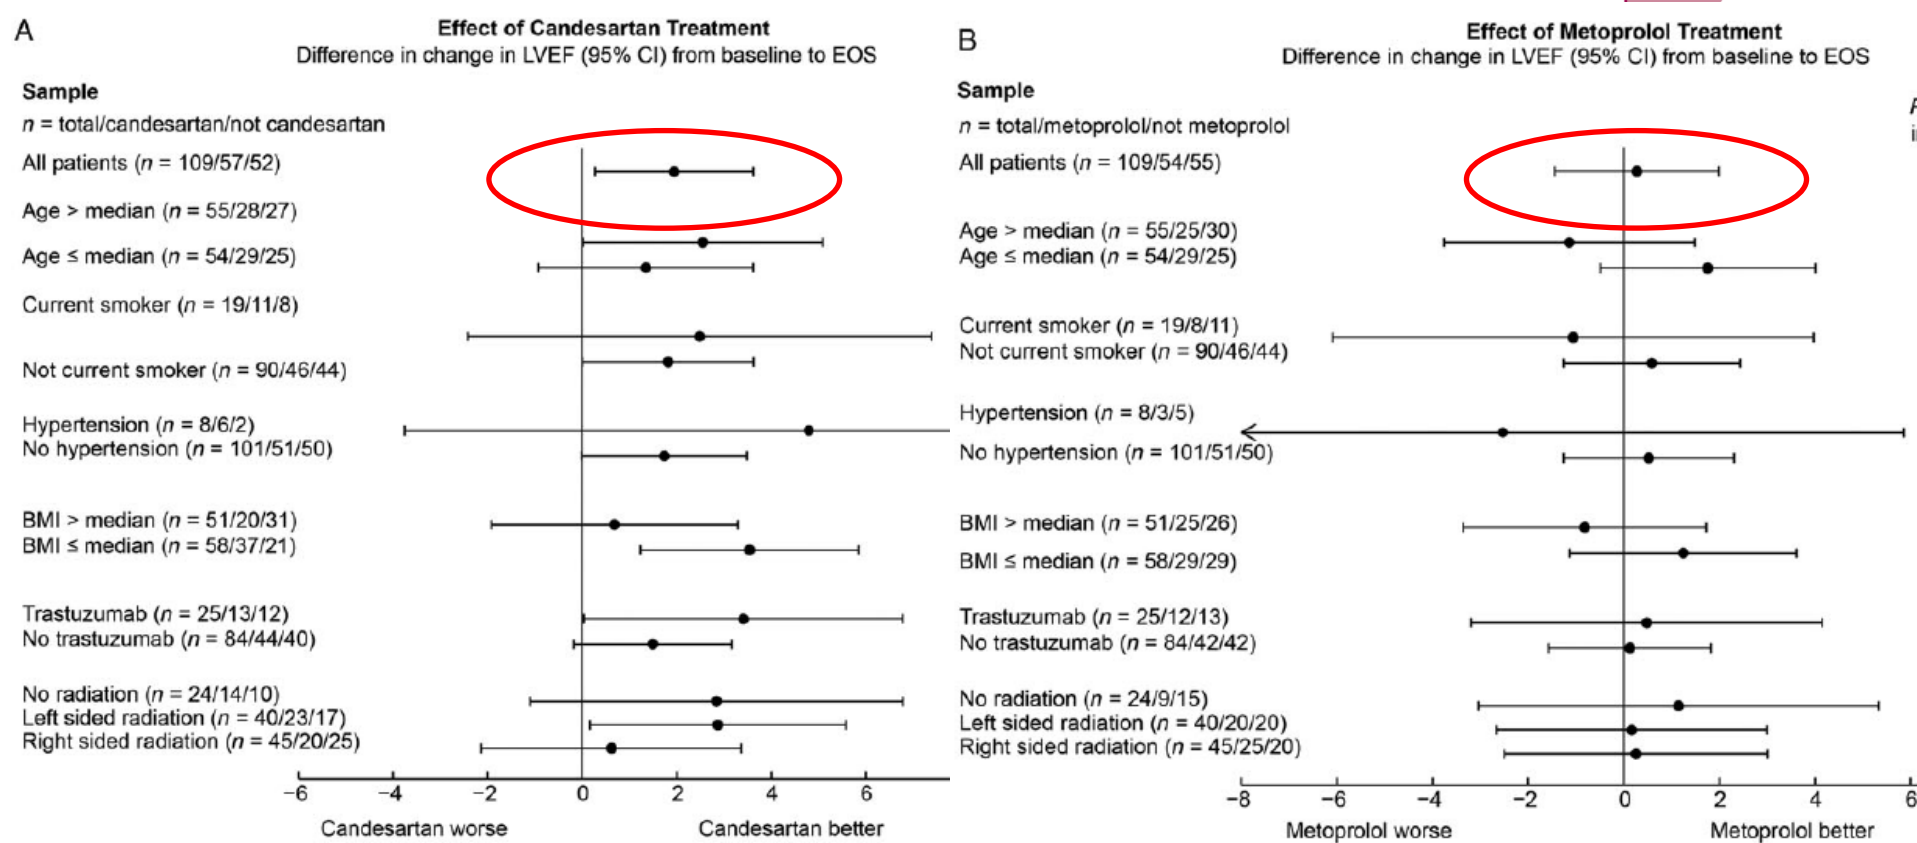 A
Effect of Candesartan Treatment
Difference in change in LVEF (95% CI) from baseline to EOS
Sample
n = total/candesartan/not candesartan
All patients (n = 109/57/52)
Age > median (n = 55/28/27)
Age ≤ median (n = 54/29/25)
Current smoker (n = 19/11/8)
Not current smoker (n = 90/46/44)
Hypertension (n = 8/6/2)
No hypertension (n = 101/51/50)
BMI > median (n = 51/20/31)
BMI ≤ median (n = 58/37/21)
Trastuzumab (n = 25/13/12)
No trastuzumab (n = 84/44/40)
No radiation (n = 24/14/10)
Left sided radiation (n = 40/23/17)
Right sided radiation (n = 45/20/25)
−6 −4 −2 0 2 4 6
Candesartan worse Candesartan better
B
Effect of Metoprolol Treatment
Difference in change in LVEF (95% CI) from baseline to EOS
Sample
n = total/metoprolol/not metoprolol
All patients (n = 109/54/55)
Age > median (n = 55/25/30)
Age ≤ median (n = 54/29/25)
Current smoker (n = 19/8/11)
Not current smoker (n = 90/46/44)
Hypertension (n = 8/3/5)
No hypertension (n = 101/51/50)
BMI > median (n = 51/25/26)
BMI ≤ median (n = 58/29/29)
Trastuzumab (n = 25/12/13)
No trastuzumab (n = 84/42/42)
No radiation (n = 24/9/15)
Left sided radiation (n = 40/20/20)
Right sided radiation (n = 45/25/20)
−8 −6 −4 −2 0 2 4 6
Metoprolol worse Metoprolol better